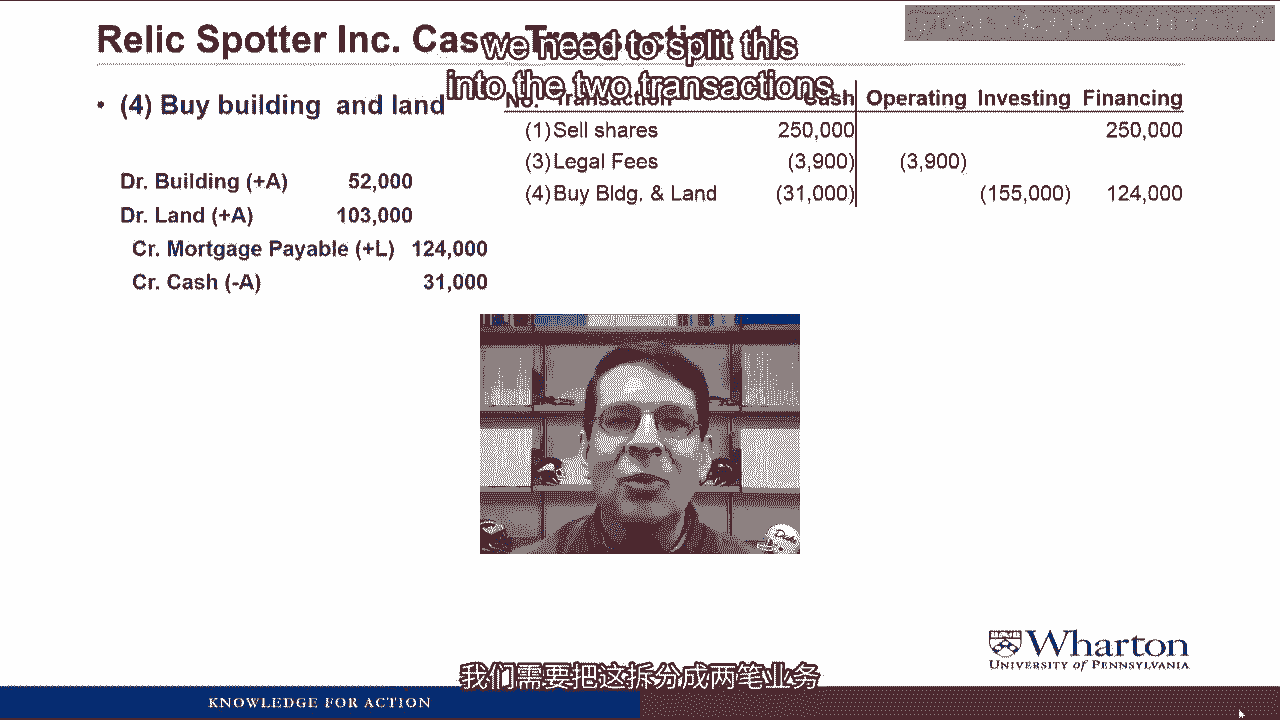 Relic Spotter Inc. Case
we need to split this
into the two transactions
• (4) Buy building and land
No. Transaction Cash Operating Investing Financing
(1) Sell shares 250,000 250,000
(3) Legal Fees (3,900) (3,900)
(4) Buy Bldg. & Land (31,000) (155,000) 124,000
Dr. Building (+A) 52,000
Dr. Land (+A) 103,000
Cr. Mortgage Payable (+L) 124,000
Cr. Cash (-A) 31,000
Wharton
UNIVERSITY of PENNSYLVANIA
我们需要把这拆分成两笔业务
KNOWLEDGE FOR ACTION